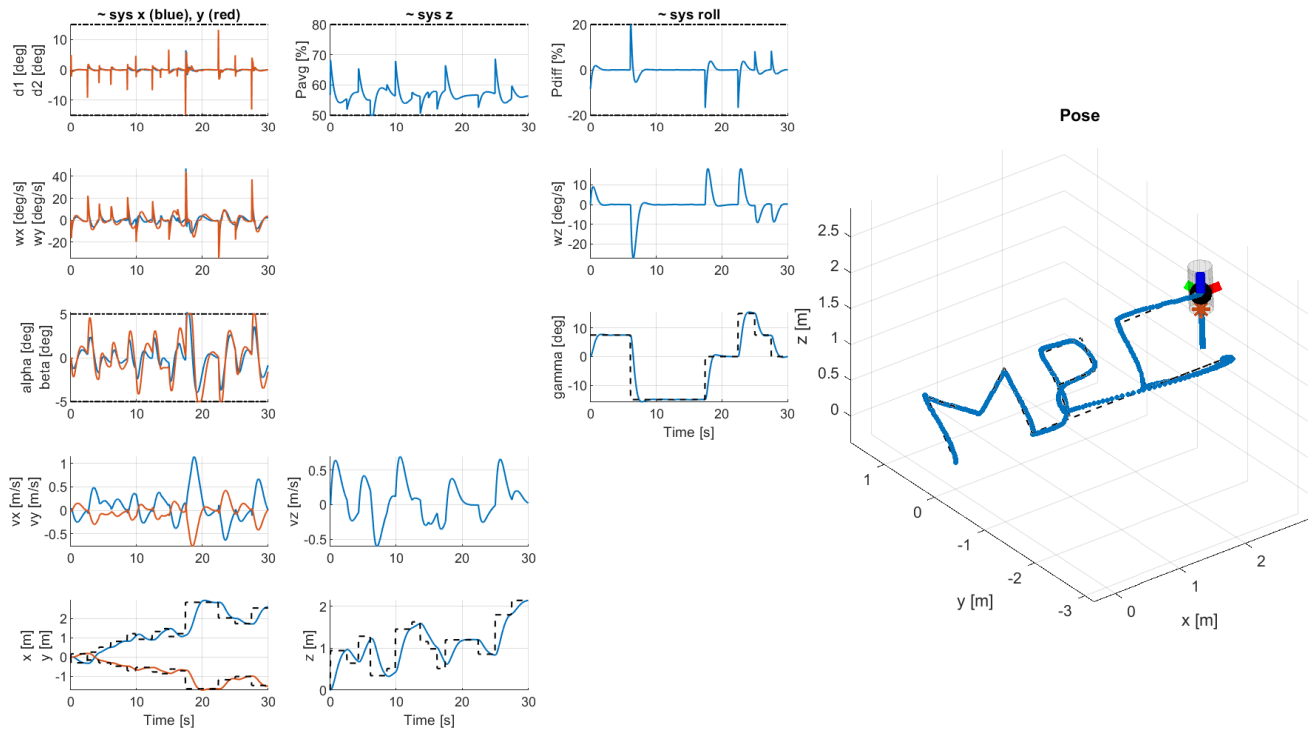 ~ sys x (blue), y (red)
~ sys z
~ sys roll
d1 [deg]
d2 [deg]
10
0
-10
0 10 20 30
Pavg [%]
80
70
60
50
0 10 20 30
Pdiff [%]
20
0
-20
0 10 20 30
wx [deg/s]
wy [deg/s]
40
20
0
-20
0 10 20 30
wz [deg/s]
10
0
-10
-20
0 10 20 30
alpha [deg]
beta [deg]
5
0
-5
0 10 20 30
gamma [deg]
10
0
-10
0 10 20 30
Time [s]
vx [m/s]
vy [m/s]
1
0.5
0
-0.5
0 10 20 30
vz [m/s]
0.5
0
-0.5
0 10 20 30
x [m]
y [m]
2
1
0
-1
0 10 20 30
Time [s]
z [m]
2
1
0
0 10 20 30
Time [s]
Pose
z [m]
2.5
2
1.5
1
0.5
0
1
0
-1
-2
-3
y [m]
0
1
2
x [m]
MPC